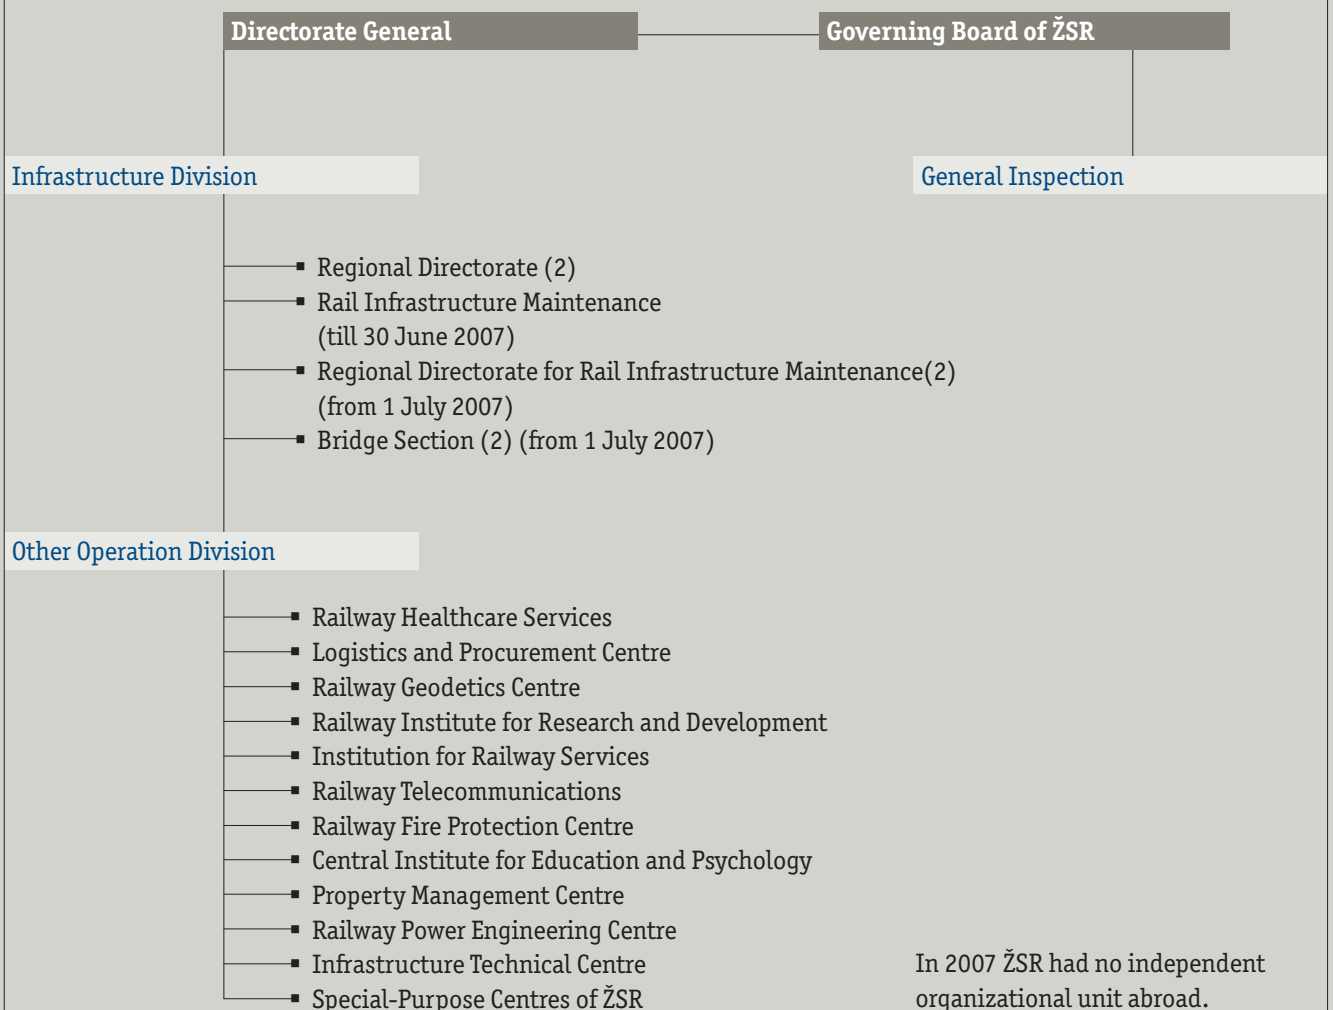 Directorate General
Governing Board of ŽSR
Infrastructure Division
General Inspection
Regional Directorate (2)
Rail Infrastructure Maintenance
(till 30 June 2007)
Regional Directorate for Rail Infrastructure Maintenance(2)
(from 1 July 2007)
Bridge Section (2) (from 1 July 2007)
Other Operation Division
Railway Healthcare Services
Logistics and Procurement Centre
Railway Geodetics Centre
Railway Institute for Research and Development
Institution for Railway Services
Railway Telecommunications
Railway Fire Protection Centre
Central Institute for Education and Psychology
Property Management Centre
Railway Power Engineering Centre
Infrastructure Technical Centre
Special-Purpose Centres of ŽSR
In 2007 ŽSR had no independent
organizational unit abroad.